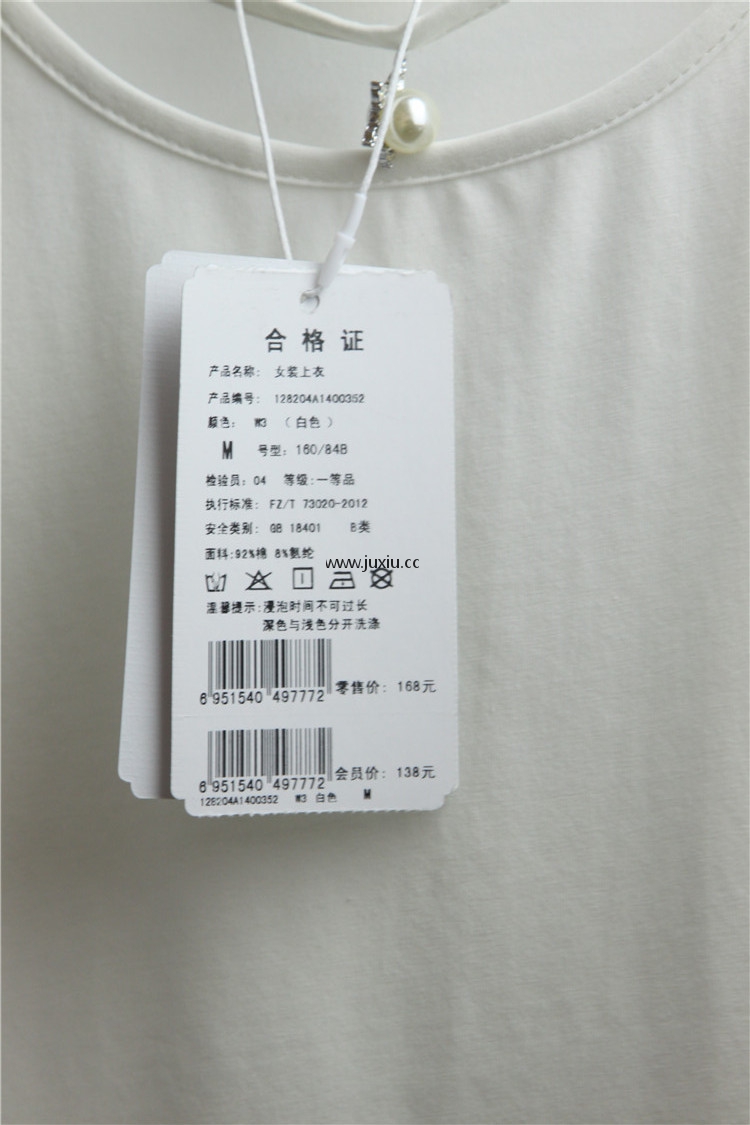 合格证
产品名称: 女装上衣
产品编号: 128204A1400352
颜色: W3 (白色)
M 号型: 160/84B
检验员: 04 等级:一等品
执行标准: FZ/T 73020-2012
安全类别: GB 18401 B类
面料:92%棉 8%氨纶
www.juxiu.cc
温馨提示:浸泡时间不可过长
深色与浅色分开洗涤
6 951540 497772 零售价: 168元
6 951540 497772 会员价: 138元
128204A1400352 W3 白色 M